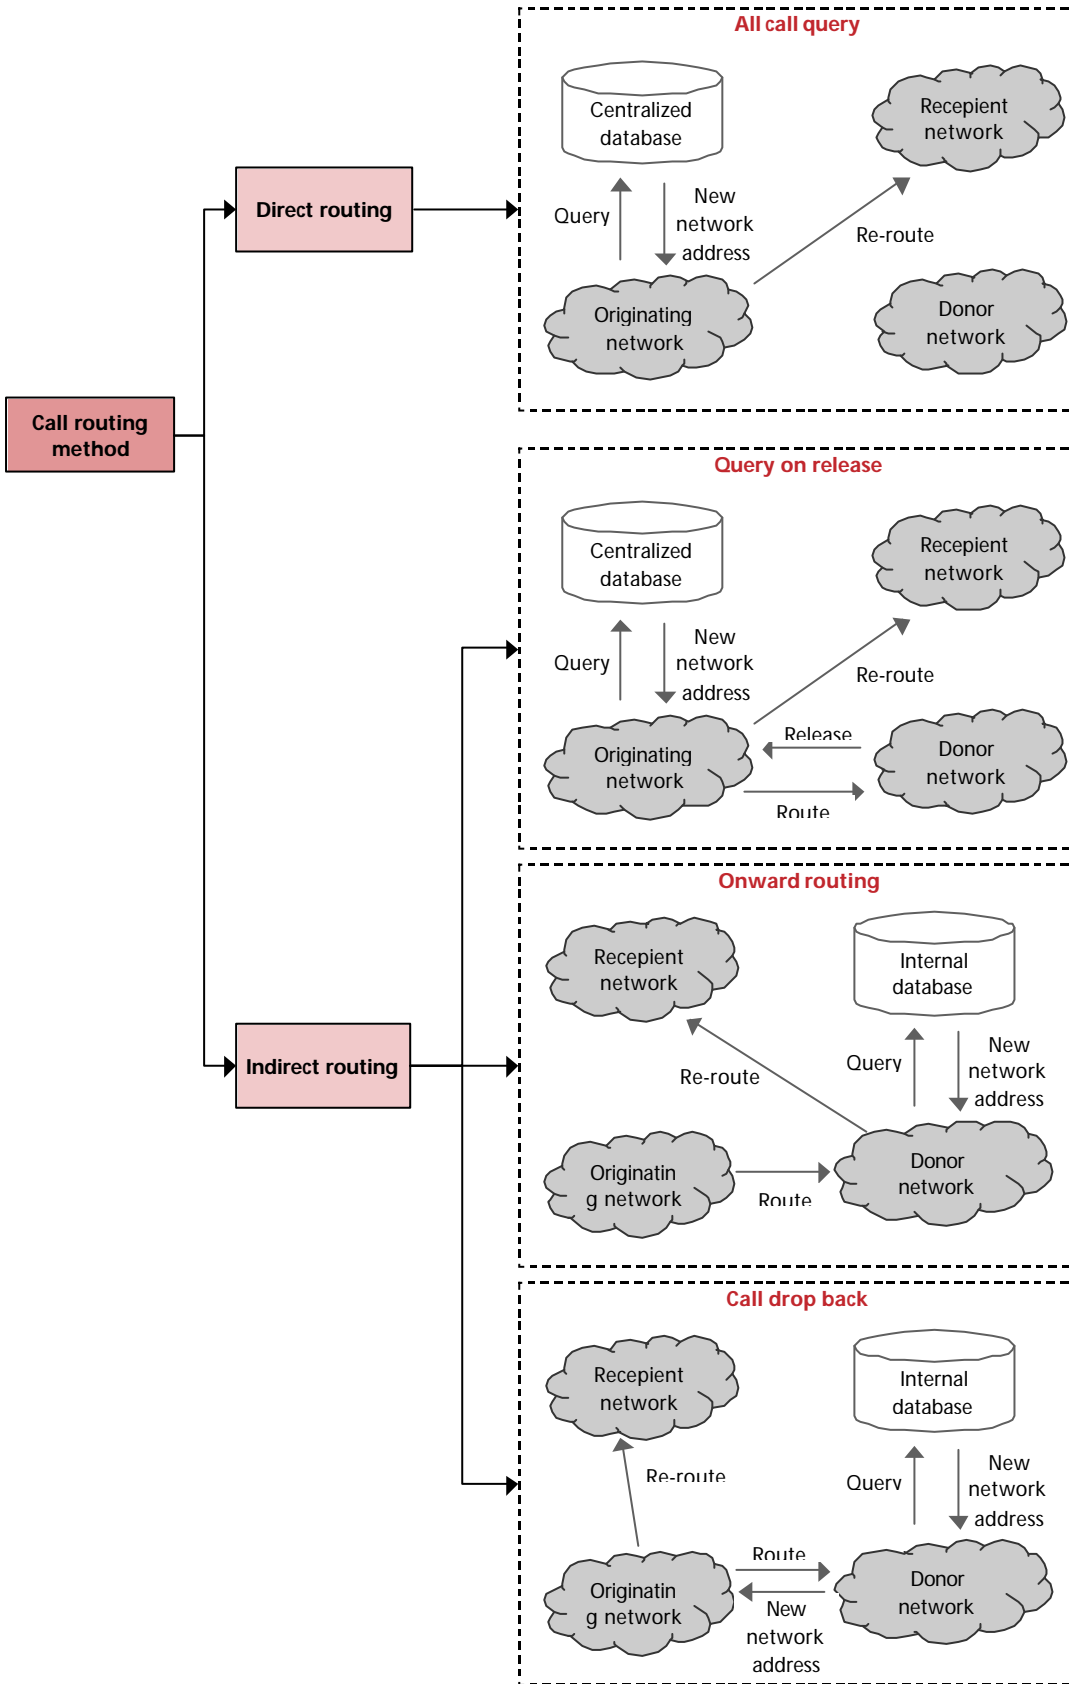 All call query
Centralized
database
Recepient
network
Query
New
network
address
Re-route
Originating
network
Donor
network
Direct routing
Call routing
method
Query on release
Centralized
database
Recepient
network
Query
New
network
address
Re-route
Originating
network
Release
Route
Donor
network
Indirect routing
Onward routing
Recepient
network
Internal
database
Re-route
Query
New
network
address
Originatin
g network
Route
Donor
network
Call drop back
Recepient
network
Internal
database
Re-route
Query
New
network
address
Originatin
g network
Route
New
network
address
Donor
network